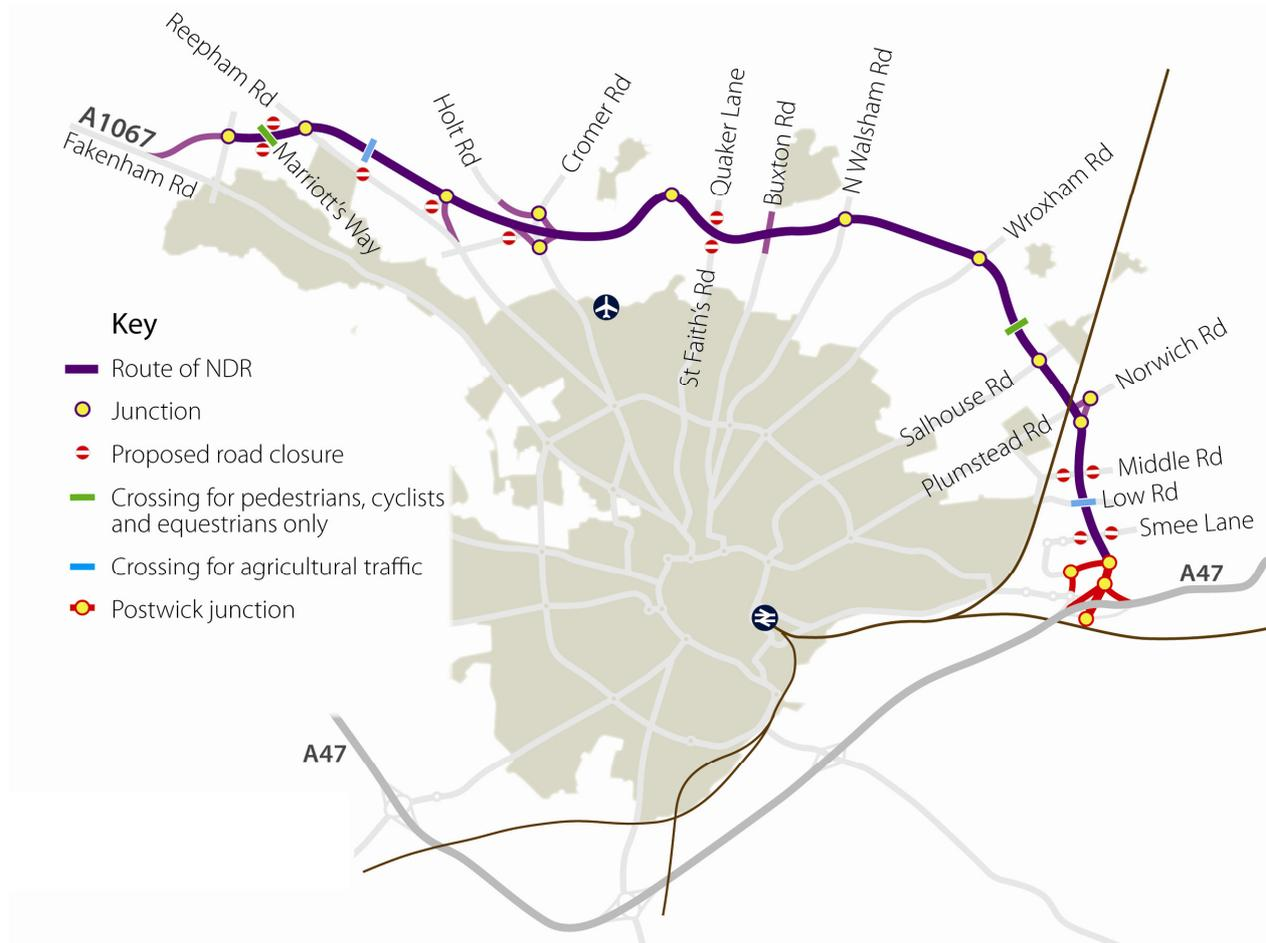 Reepham Rd
A1067
Fakenham Rd
Marriott's Way
Holt Rd
Cromer Rd
Quaker Lane
Buxton Rd
N Walsham Rd
Wroxham Rd
St Faith's Rd
Norwich Rd
Salhouse Rd
Plumstead Rd
Middle Rd
Low Rd
Smee Lane
A47
Key
Route of NDR
Junction
Proposed road closure
Crossing for pedestrians, cyclists
and equestrians only
Crossing for agricultural traffic
Postwick junction
A47